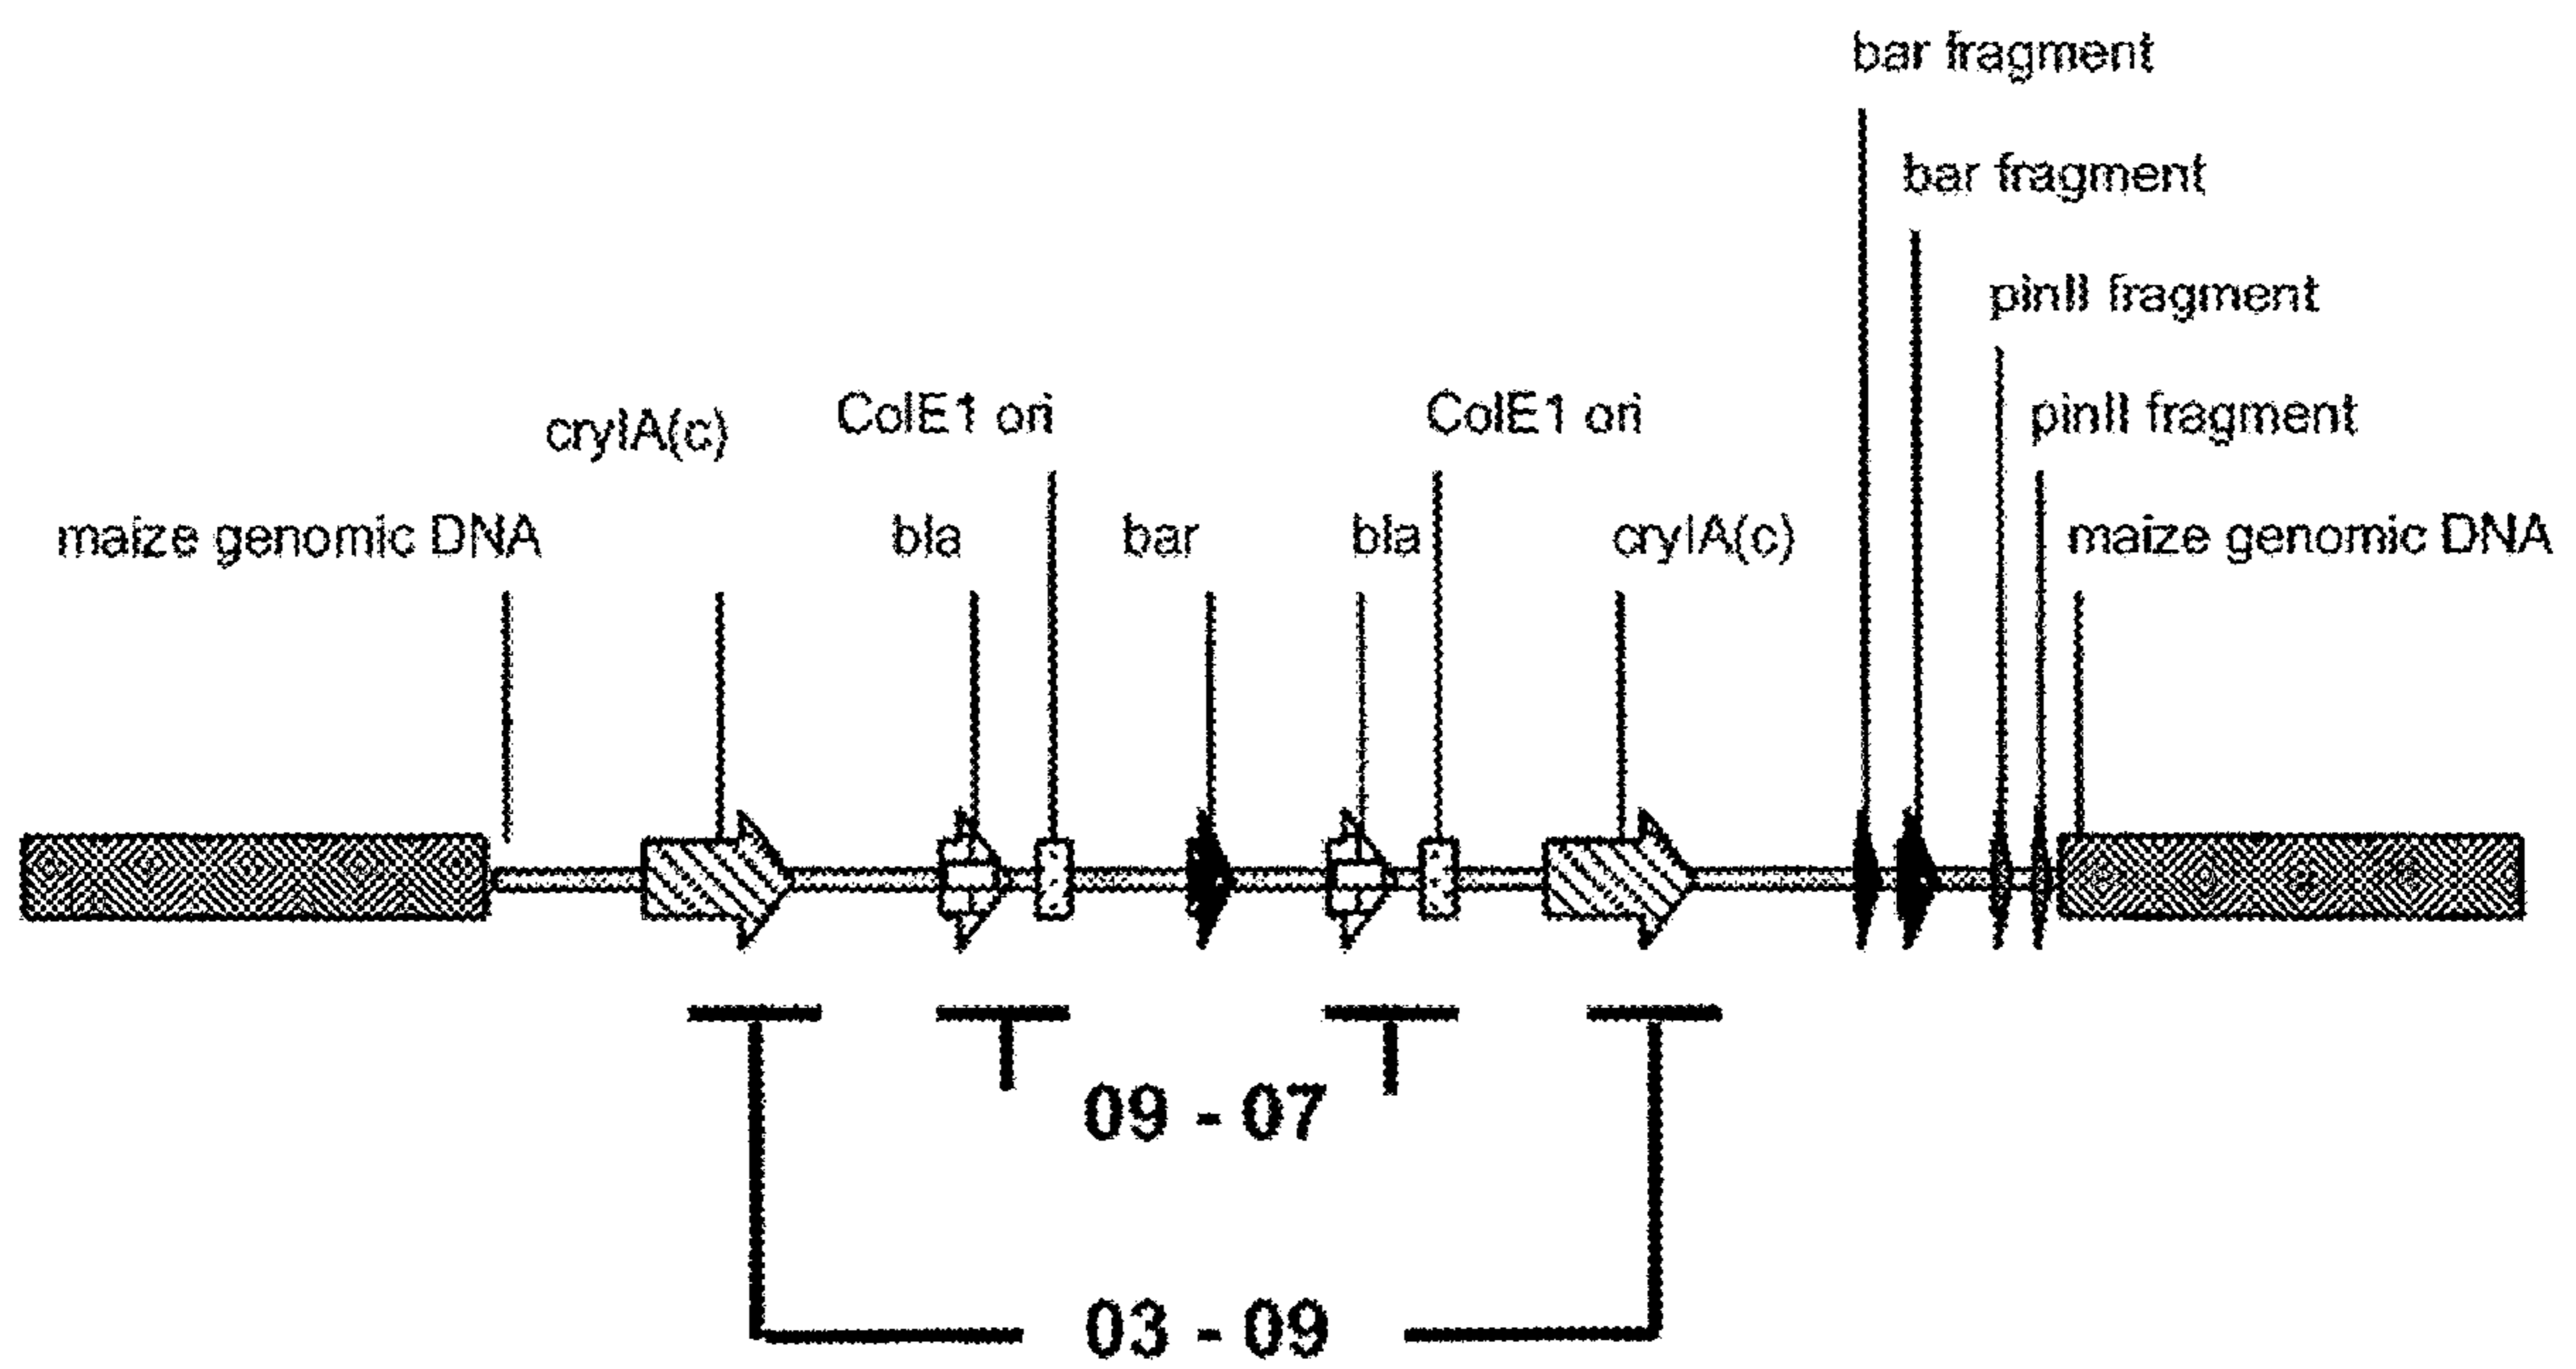 bar fragment
bar fragment
pinII fragment
cryIA(c)
ColE1 ori
ColE1 ori
pinII fragment
maize genomic DNA
bla
bar
bla
cryIA(c)
maize genomic DNA
09 - 07
03 - 09